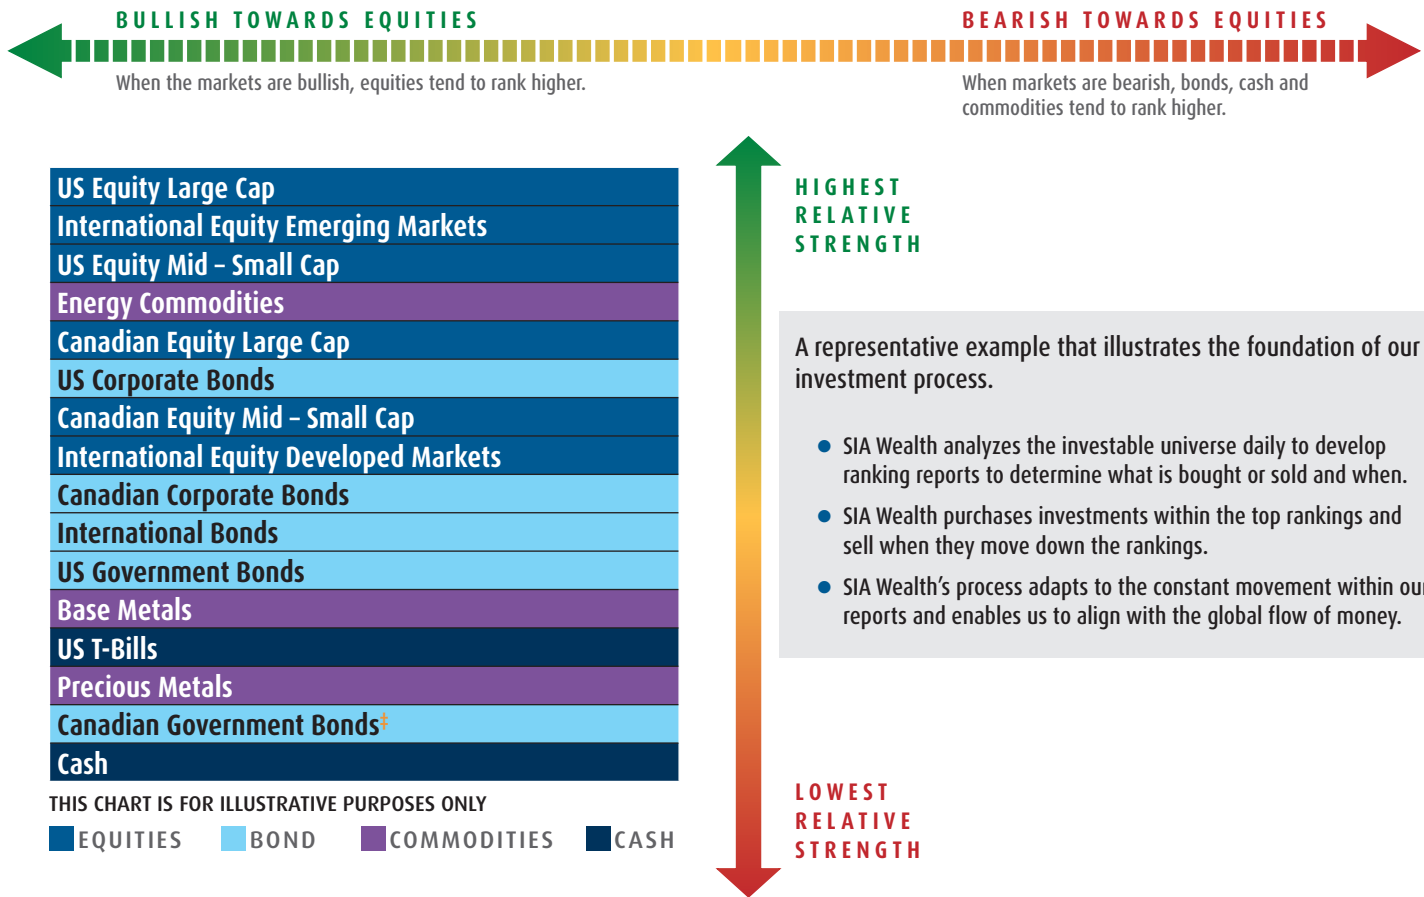 BULLISH TOWARDS EQUITIES
When the markets are bullish, equities tend to rank higher.
BEARISH TOWARDS EQUITIES
When markets are bearish, bonds, cash and
commodities tend to rank higher.
US Equity Large Cap
International Equity Emerging Markets
US Equity Mid – Small Cap
Energy Commodities
Canadian Equity Large Cap
US Corporate Bonds
Canadian Equity Mid – Small Cap
International Equity Developed Markets
Canadian Corporate Bonds
International Bonds
US Government Bonds
Base Metals
US T-Bills
Precious Metals
Canadian Government Bonds‡
Cash
THIS CHART IS FOR ILLUSTRATIVE PURPOSES ONLY
EQUITIES BOND COMMODITIES CASH
HIGHEST
RELATIVE
STRENGTH
A representative example that illustrates the foundation of our
investment process.
• SIA Wealth analyzes the investable universe daily to develop
ranking reports to determine what is bought or sold and when.
• SIA Wealth purchases investments within the top rankings and
sell when they move down the rankings.
• SIA Wealth's process adapts to the constant movement within our
reports and enables us to align with the global flow of money.
LOWEST
RELATIVE
STRENGTH